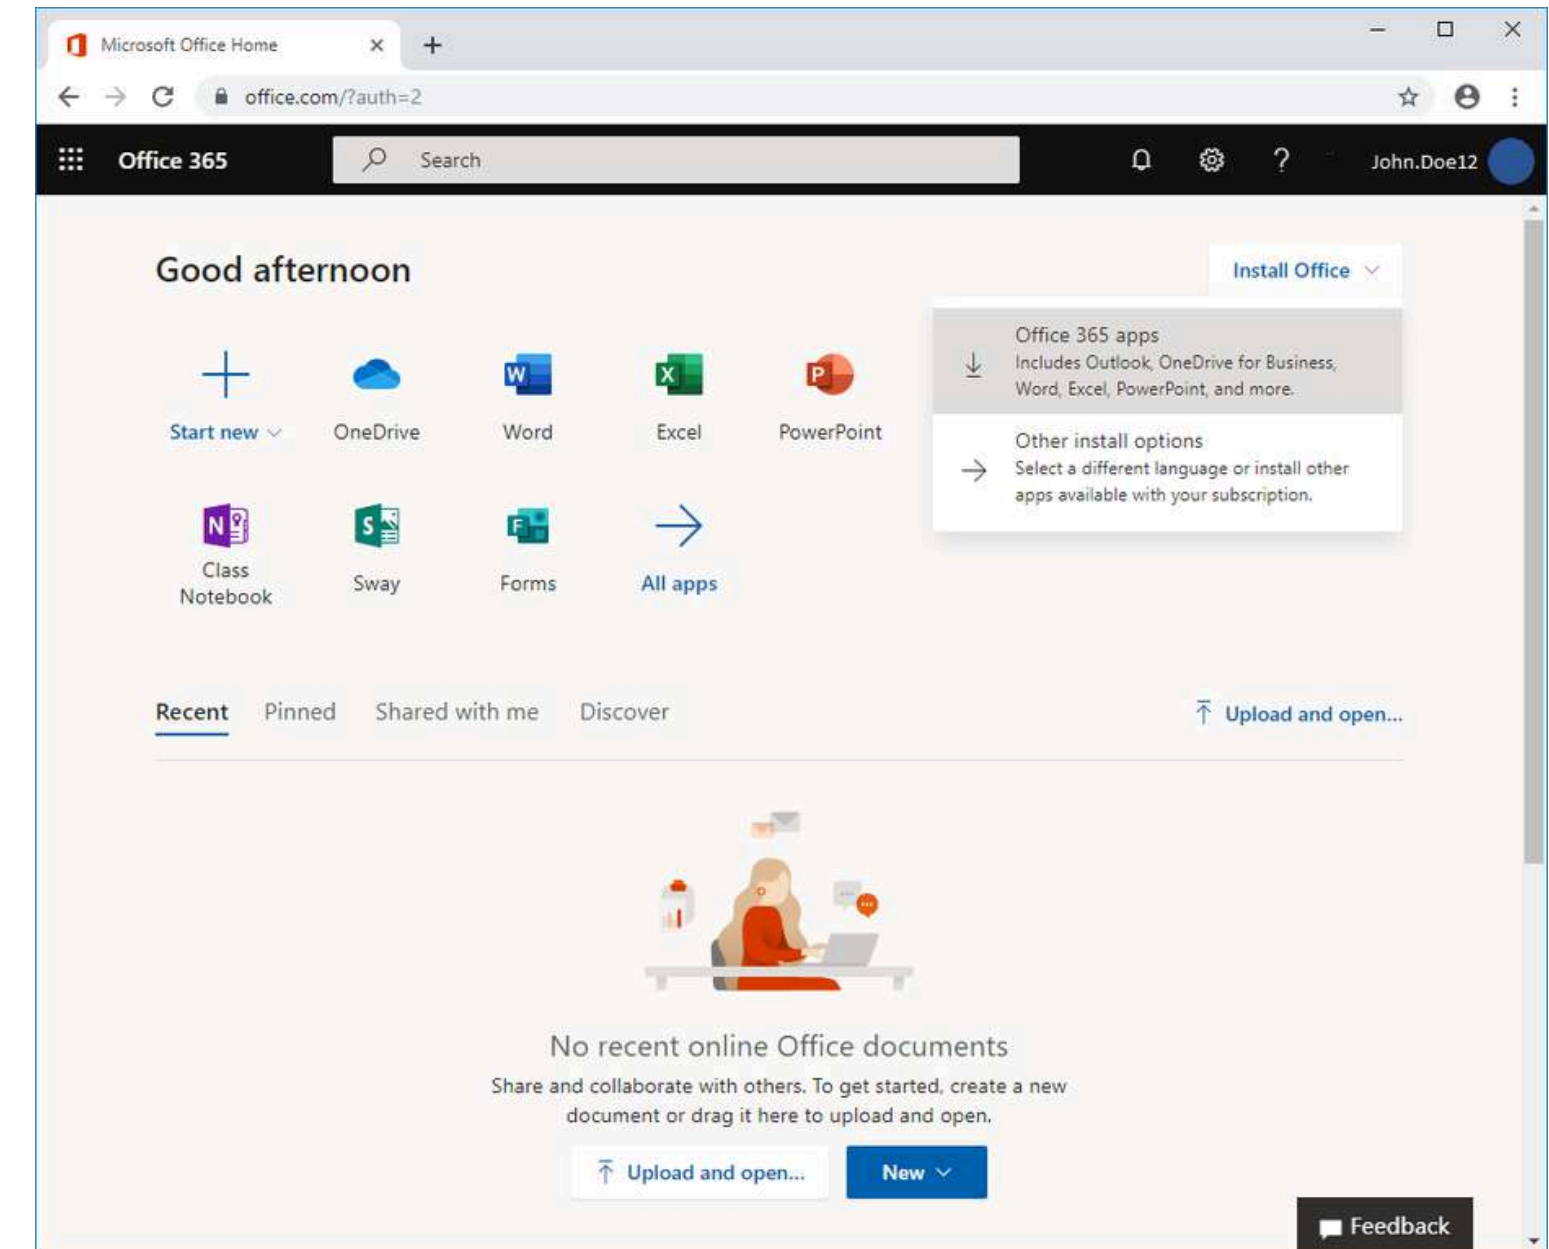 Microsoft Office Home
office.com/?auth=2
Office 365
Search
?
John.Doe12
Good afternoon
Install Office
Office 365 apps
Includes Outlook, OneDrive for Business,
Word, Excel, PowerPoint, and more.
Other install options
Select a different language or install other
apps available with your subscription.
W
X
P
Start new
OneDrive
Word
Excel
PowerPoint
N
S
F
Class
Notebook
Sway
Forms
All apps
Recent
Pinned
Shared with me
Discover
Upload and open...
No recent online Office documents
Share and collaborate with others. To get started, create a new
document or drag it here to upload and open.
Upload and open...
New
Feedback